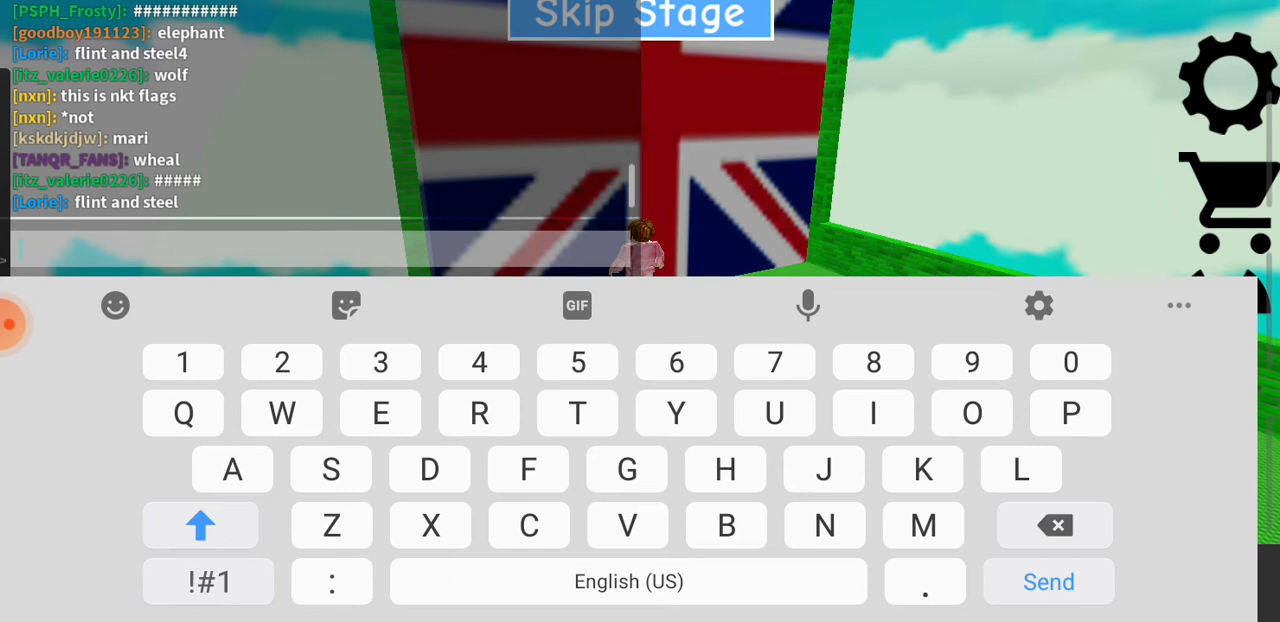 [PSPH_Frosty]: ###########
[goodboy191123]: elephant
[Lorie]: flint and steel4
[itz_valerie0226]: wolf
[nxn]: this is nkt flags
[nxn]: *not
[kskdkjdjw]: mari
[TANQR_FANS]: wheal
[itz_valerie0226]: #####
[Lorie]: flint and steel
Skip Stage
GIF
1 2 3 4 5 6 7 8 9 0
Q W E R T Y U I O P
A S D F G H J K L
Z X C V B N M
!#1 : English (US) . Send